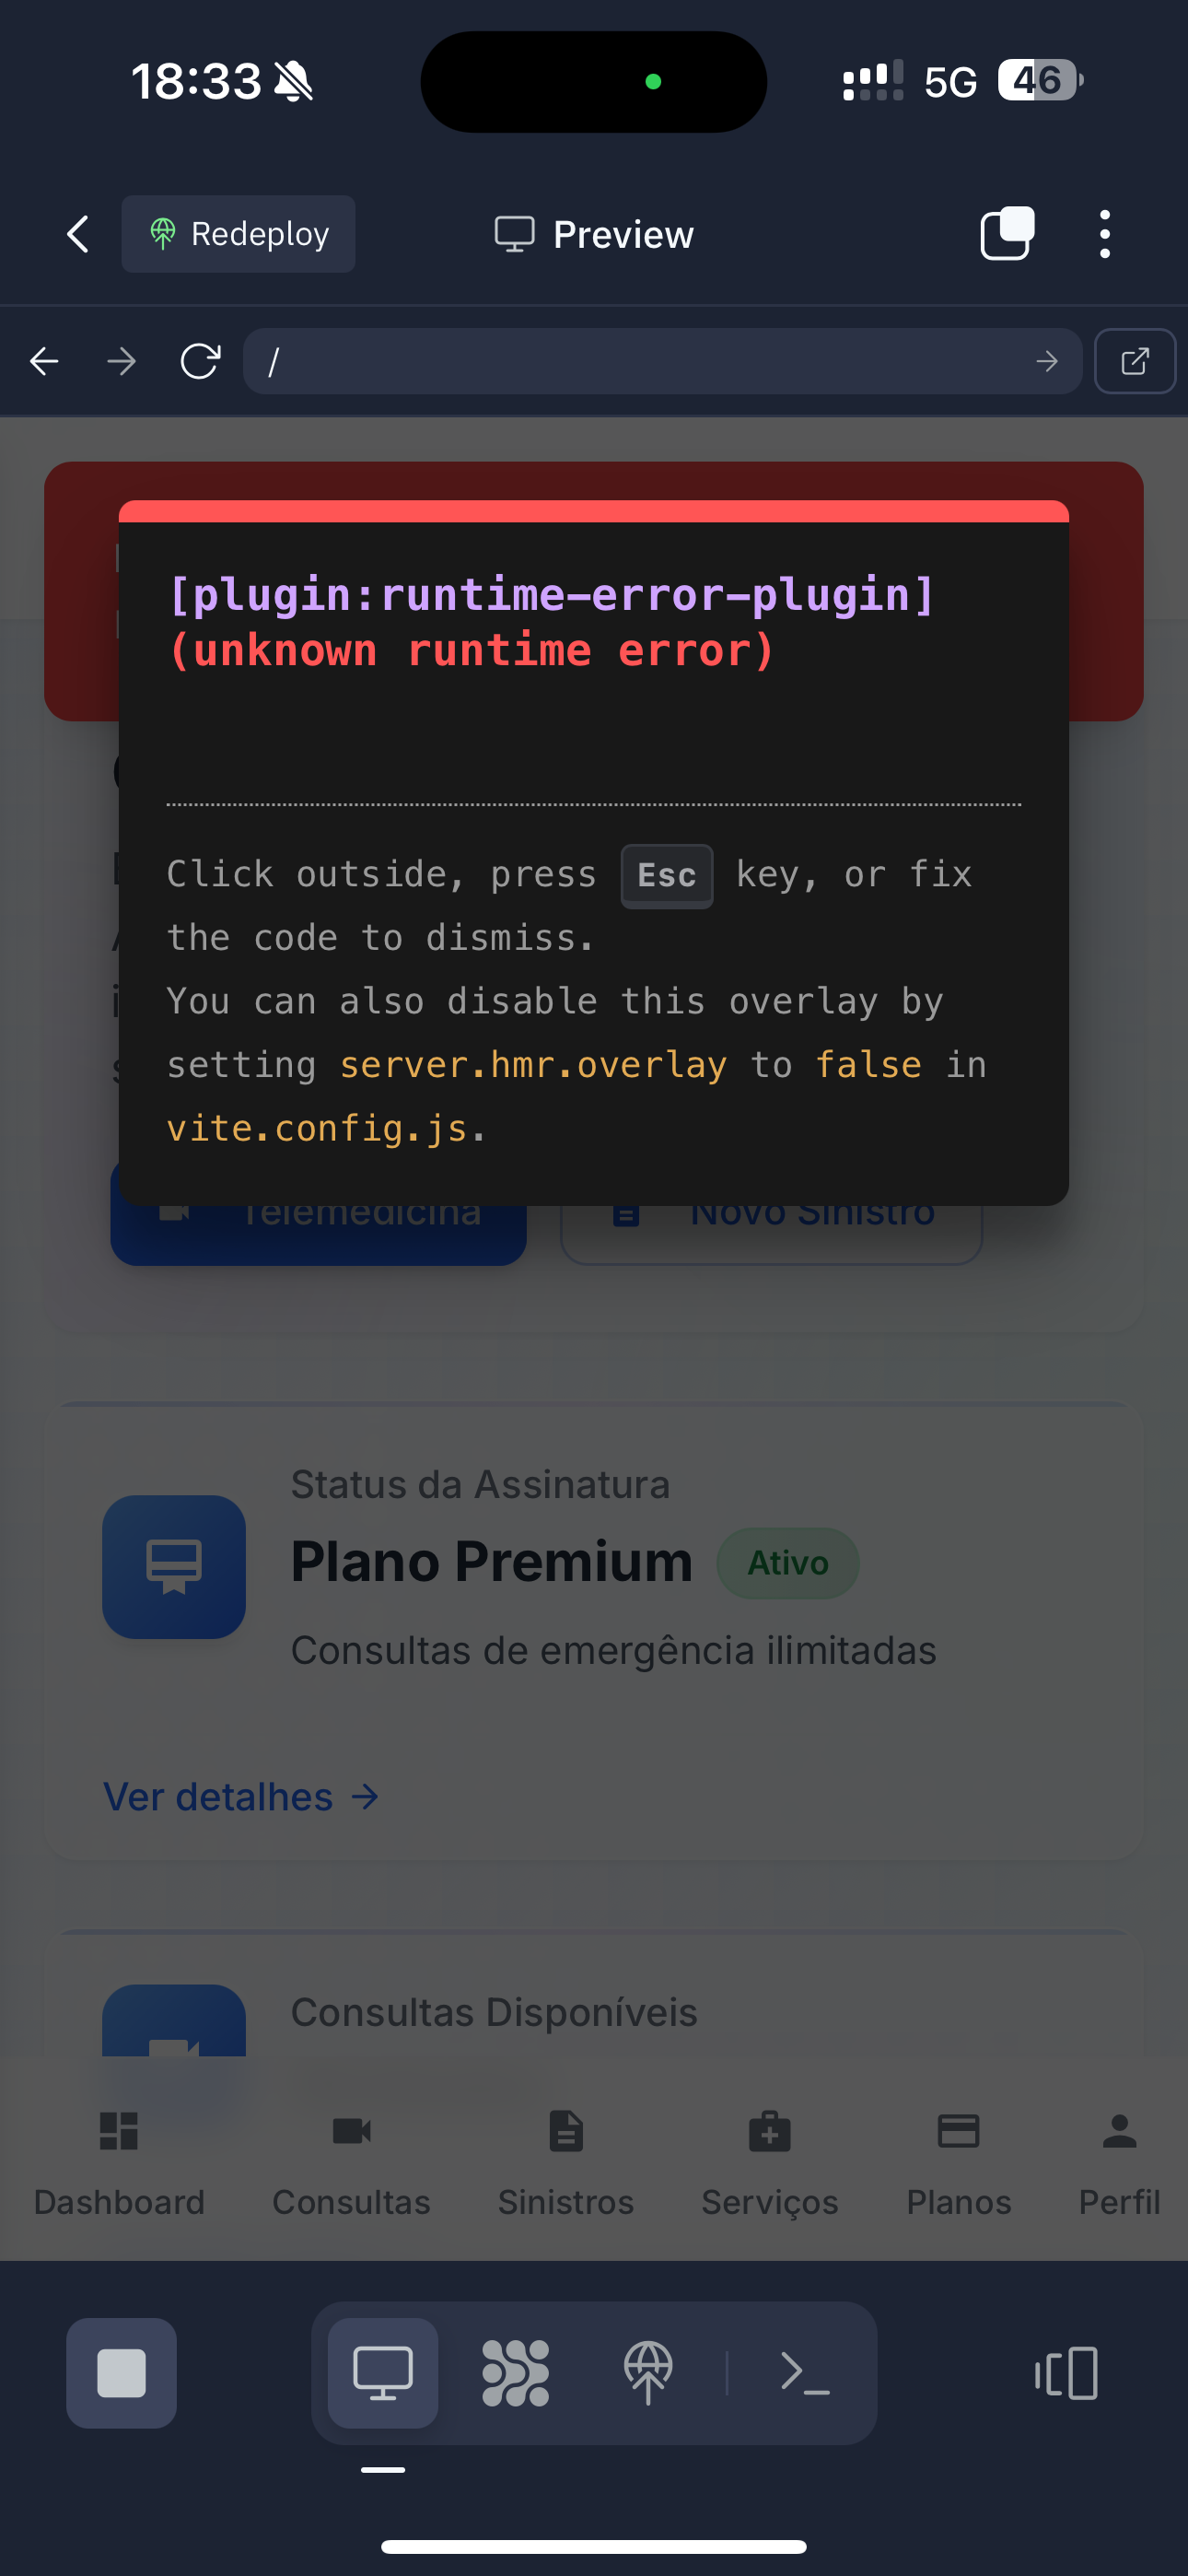 18:33
5G
46
Redeploy
Preview
/
[plugin:runtime-error-plugin]
(unknown runtime error)
Click outside, press Esc key, or fix
the code to dismiss.
You can also disable this overlay by
setting server.hmr.overlay to false in
vite.config.js.
Telemedicina
Novo Sinistro
Status da Assinatura
Plano Premium
Ativo
Consultas de emergência ilimitadas
Ver detalhes →
Consultas Disponíveis
Dashboard
Consultas
Sinistros
Serviços
Planos
Perfil